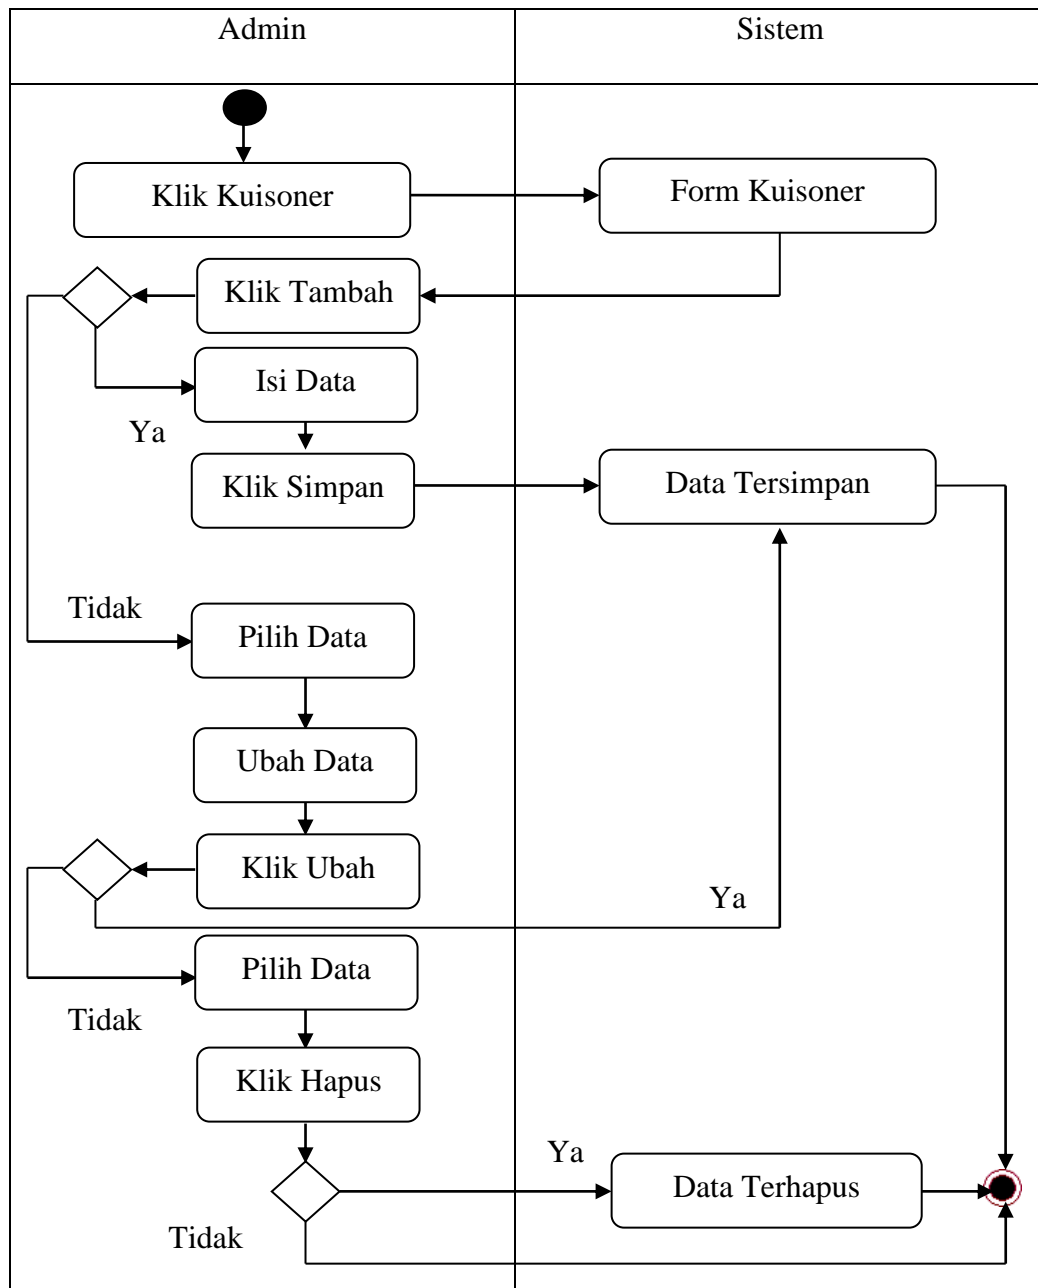 Admin
Sistem
Klik Kuisoner
Form Kuisoner
Klik Tambah
Isi Data
Ya
Klik Simpan
Data Tersimpan
Tidak
Pilih Data
Ubah Data
Klik Ubah
Ya
Pilih Data
Tidak
Klik Hapus
Ya
Data Terhapus
Tidak